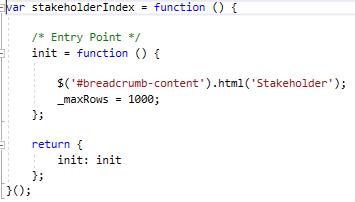 var stakeholderIndex = function () {
/* Entry Point */
init = function () {
$('#breadcrumb-content').html('Stakeholder');
_maxRows = 1000;
};
return {
init: init
};
}();